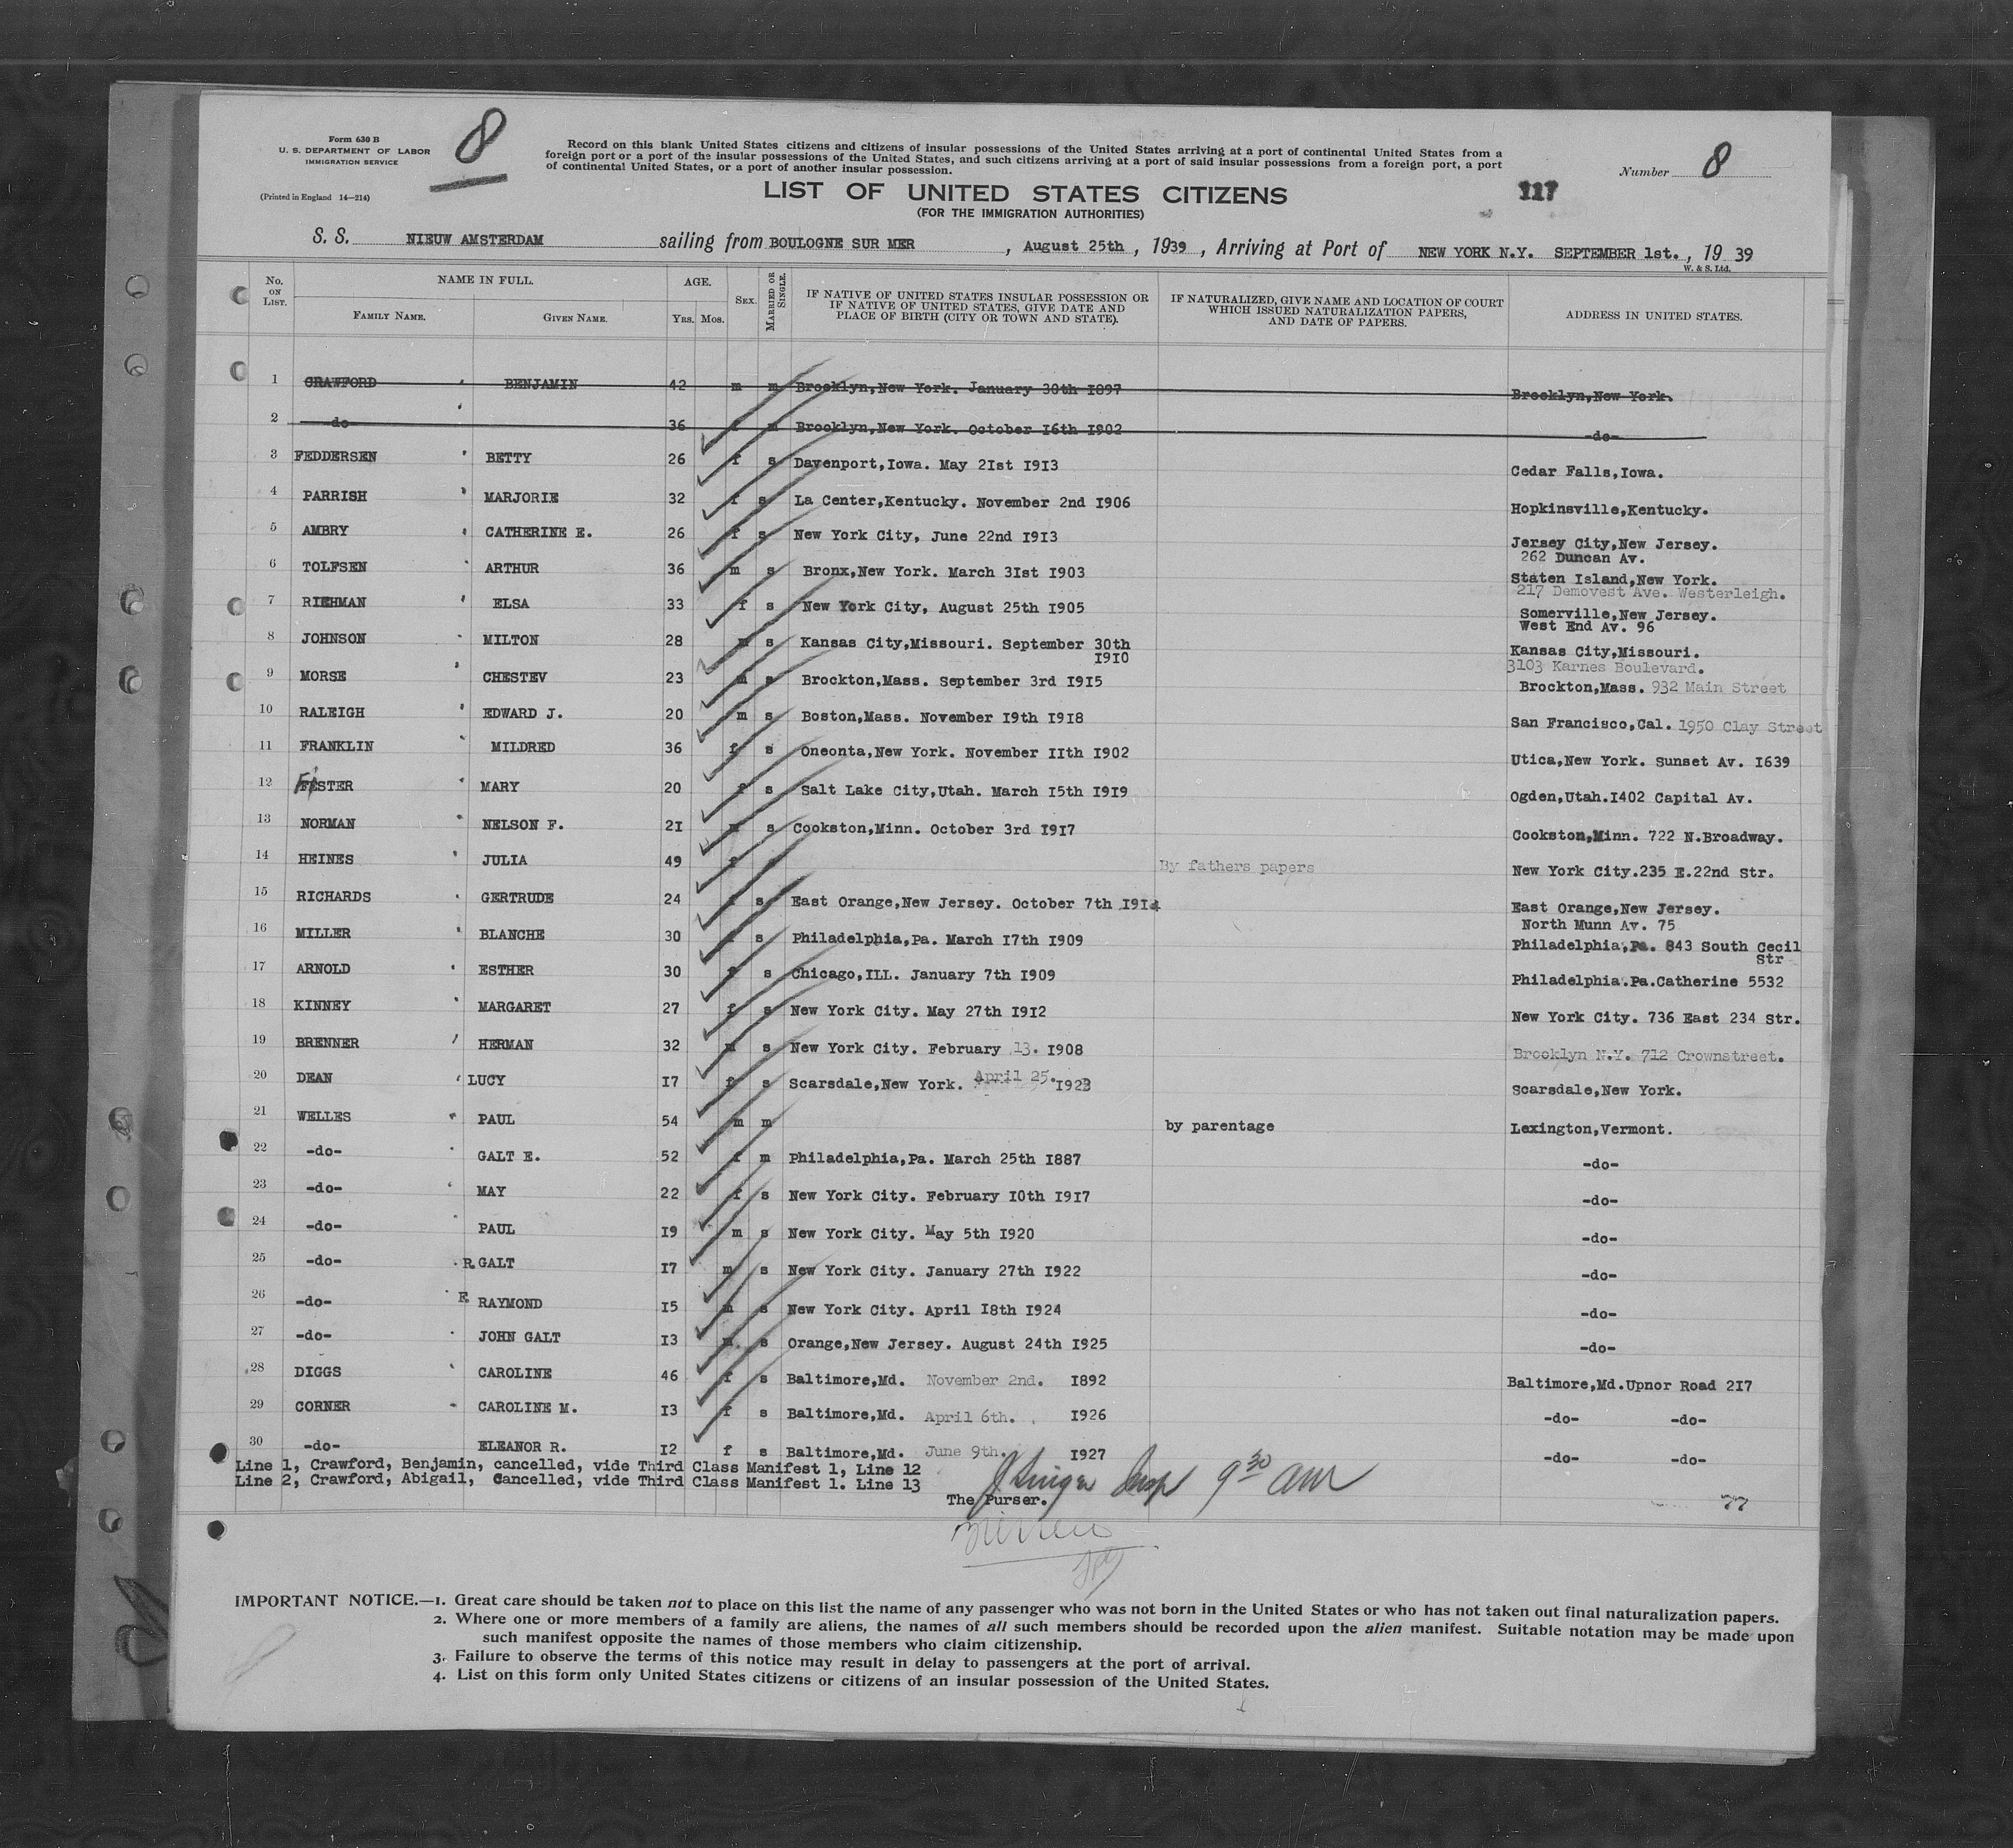 Form 630 B
U. S. DEPARTMENT OF LABOR
IMMIGRATION SERVICE
(Printed in England 14—214)
8
Record on this blank United States citizens and citizens of insular possessions of the United States arriving at a port of continental United States from a
foreign port or a port of the insular possessions of the United States, and such citizens arriving at a port of said insular possessions from a foreign port, a port
of continental United States, or a port of another insular possession.
Number 8
LIST OF UNITED STATES CITIZENS
117
(FOR THE IMMIGRATION AUTHORITIES)
S. S. NIEUW AMSTERDAM sailing from BOULOGNE SUR MER , August 25th , 1939 , Arriving at Port of NEW YORK N.Y. SEPTEMBER 1st. , 19 39
W. & S. Ltd.
No. ON LIST. NAME IN FULL. FAMILY NAME. GIVEN NAME. AGE. YRS. MOS. SEX. MARRIED OR SINGLE. IF NATIVE OF UNITED STATES INSULAR POSSESSION OR IF NATIVE OF UNITED STATES, GIVE DATE AND PLACE OF BIRTH (CITY OR TOWN AND STATE). IF NATURALIZED, GIVE NAME AND LOCATION OF COURT WHICH ISSUED NATURALIZATION PAPERS, AND DATE OF PAPERS. ADDRESS IN UNITED STATES.
1 CRAWFORD BENJAMIN 42 m m Brooklyn,New York. January 30th 1897 Brooklyn,New York.
2 -do- 36 m Brooklyn,New York. October 16th 1902 -do-
3 FEDDERSEN BETTY 26 f s Davenport,Iowa. May 21st 1913 Cedar Falls,Iowa.
4 PARRISH MARJORIE 32 f s La Center,Kentucky. November 2nd 1906 Hopkinsville,Kentucky.
5 AMBRY CATHERINE E. 26 f s New York City, June 22nd 1913 Jersey City,New Jersey.
262 Duncan Av.
6 TOLFSEN ARTHUR 36 m s Bronx,New York. March 31st 1903 Staten Island,New York.
217 Demovest Ave. Westerleigh.
7 RIEHMAN ELSA 33 f s New York City, August 25th 1905 Somerville,New Jersey.
West End Av. 96
8 JOHNSON MILTON 28 m s Kansas City,Missouri. September 30th
1910
Kansas City,Missouri.
3103 Karnes Boulevard.
9 MORSE CHESTEV 23 m s Brockton,Mass. September 3rd 1915 Brockton,Mass. 932 Main Street
10 RALEIGH EDWARD J. 20 m s Boston,Mass. November 19th 1918 San Francisco,Cal. 1950 Clay Street
11 FRANKLIN MILDRED 36 f s Oneonta,New York. November 11th 1902 Utica,New York. Sunset Av. 1639
12 FiSTER MARY 20 f s Salt Lake City,Utah. March 15th 1919 Ogden,Utah.1402 Capital Av.
13 NORMAN NELSON F. 21 m s Cookston,Minn. October 3rd 1917 Cookston,Minn. 722 N.Broadway.
14 HEINES JULIA 49 f By fathers papers New York City.235 E.22nd Str.
15 RICHARDS GERTRUDE 24 f s East Orange,New Jersey. October 7th 1914 East Orange,New Jersey.
North Munn Av. 75
16 MILLER BLANCHE 30 f s Philadelphia,Pa. March 17th 1909 Philadelphia,Pa. 843 South Cecil
Str
17 ARNOLD ESTHER 30 f s Chicago,ILL. January 7th 1909 Philadelphia.Pa.Catherine 5532
18 KINNEY MARGARET 27 f s New York City. May 27th 1912 New York City. 736 East 234 Str.
19 BRENNER HERMAN 32 m s New York City. February 13. 1908 Brooklyn N.Y. 712 Crownstreet.
20 DEAN LUCY 17 f s Scarsdale,New York. April 25. 1923 Scarsdale,New York.
21 WELLES PAUL 54 m m by parentage Lexington,Vermont.
22 -do- GALT E. 52 f m Philadelphia,Pa. March 25th 1887 -do-
23 -do- MAY 22 f s New York City. February 10th 1917 -do-
24 -do- PAUL 19 m s New York City. May 5th 1920 -do-
25 -do- R GALT 17 m s New York City. January 27th 1922 -do-
26 -do- E RAYMOND 15 m s New York City. April 18th 1924 -do-
27 -do- JOHN GALT 13 m s Orange,New Jersey. August 24th 1925 -do-
28 DIGGS CAROLINE 46 f s Baltimore,Md. November 2nd. 1892 Baltimore,Md.Upnor Road 217
29 CORNER CAROLINE M. 13 f s Baltimore,Md. April 6th. 1926 -do- -do-
30 -do- ELEANOR R. 12 f s Baltimore,Md. June 9th. 1927 -do- -do-
Line 1, Crawford, Benjamin, cancelled, vide Third Class Manifest 1, Line 12
Line 2, Crawford, Abigail, Cancelled, vide Third Class Manifest 1. Line 13
Insp 9 30 am
The Purser.
77
IMPORTANT NOTICE.—1. Great care should be taken not to place on this list the name of any passenger who was not born in the United States or who has not taken out final naturalization papers.
2. Where one or more members of a family are aliens, the names of all such members should be recorded upon the alien manifest. Suitable notation may be made upon
such manifest opposite the names of those members who claim citizenship.
3. Failure to observe the terms of this notice may result in delay to passengers at the port of arrival.
4. List on this form only United States citizens or citizens of an insular possession of the United States.